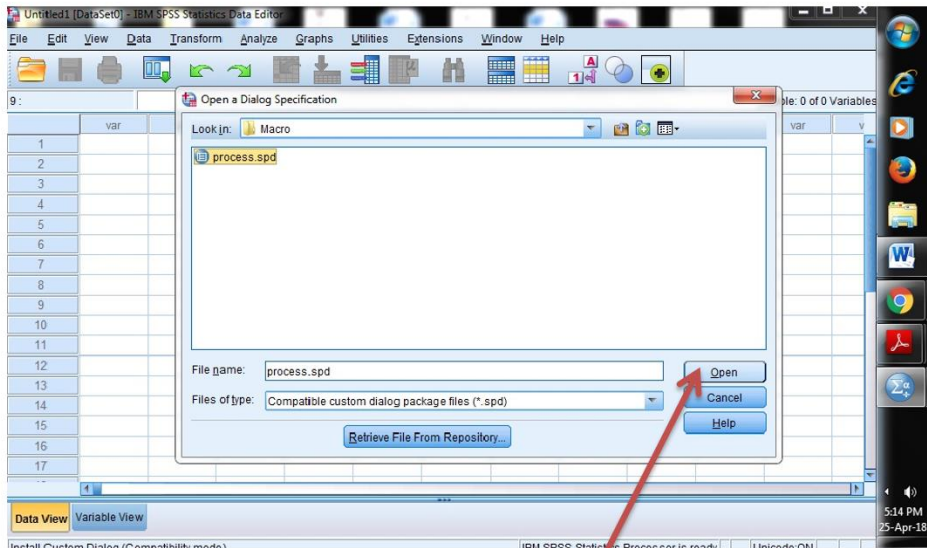 Untitled1 [DataSet0] - IBM SPSS Statistics Data Editor
File Edit View Data Transform Analyze Graphs Utilities Extensions Window Help
9 :
Open a Dialog Specification
ble: 0 of 0 Variables
var
var
v
Look in: Macro
process.spd
1
2
3
4
5
6
7
8
9
10
11
12
13
14
15
16
17
File name: process.spd
Open
Files of type: Compatible custom dialog package files (*.spd)
Cancel
Retrieve File From Repository...
Help
Data View Variable View
Install Custom Dialog (Compatibility mode)
IBM SPSS Statistics Processor is ready
Unicode:ON
5:14 PM
25-Apr-18